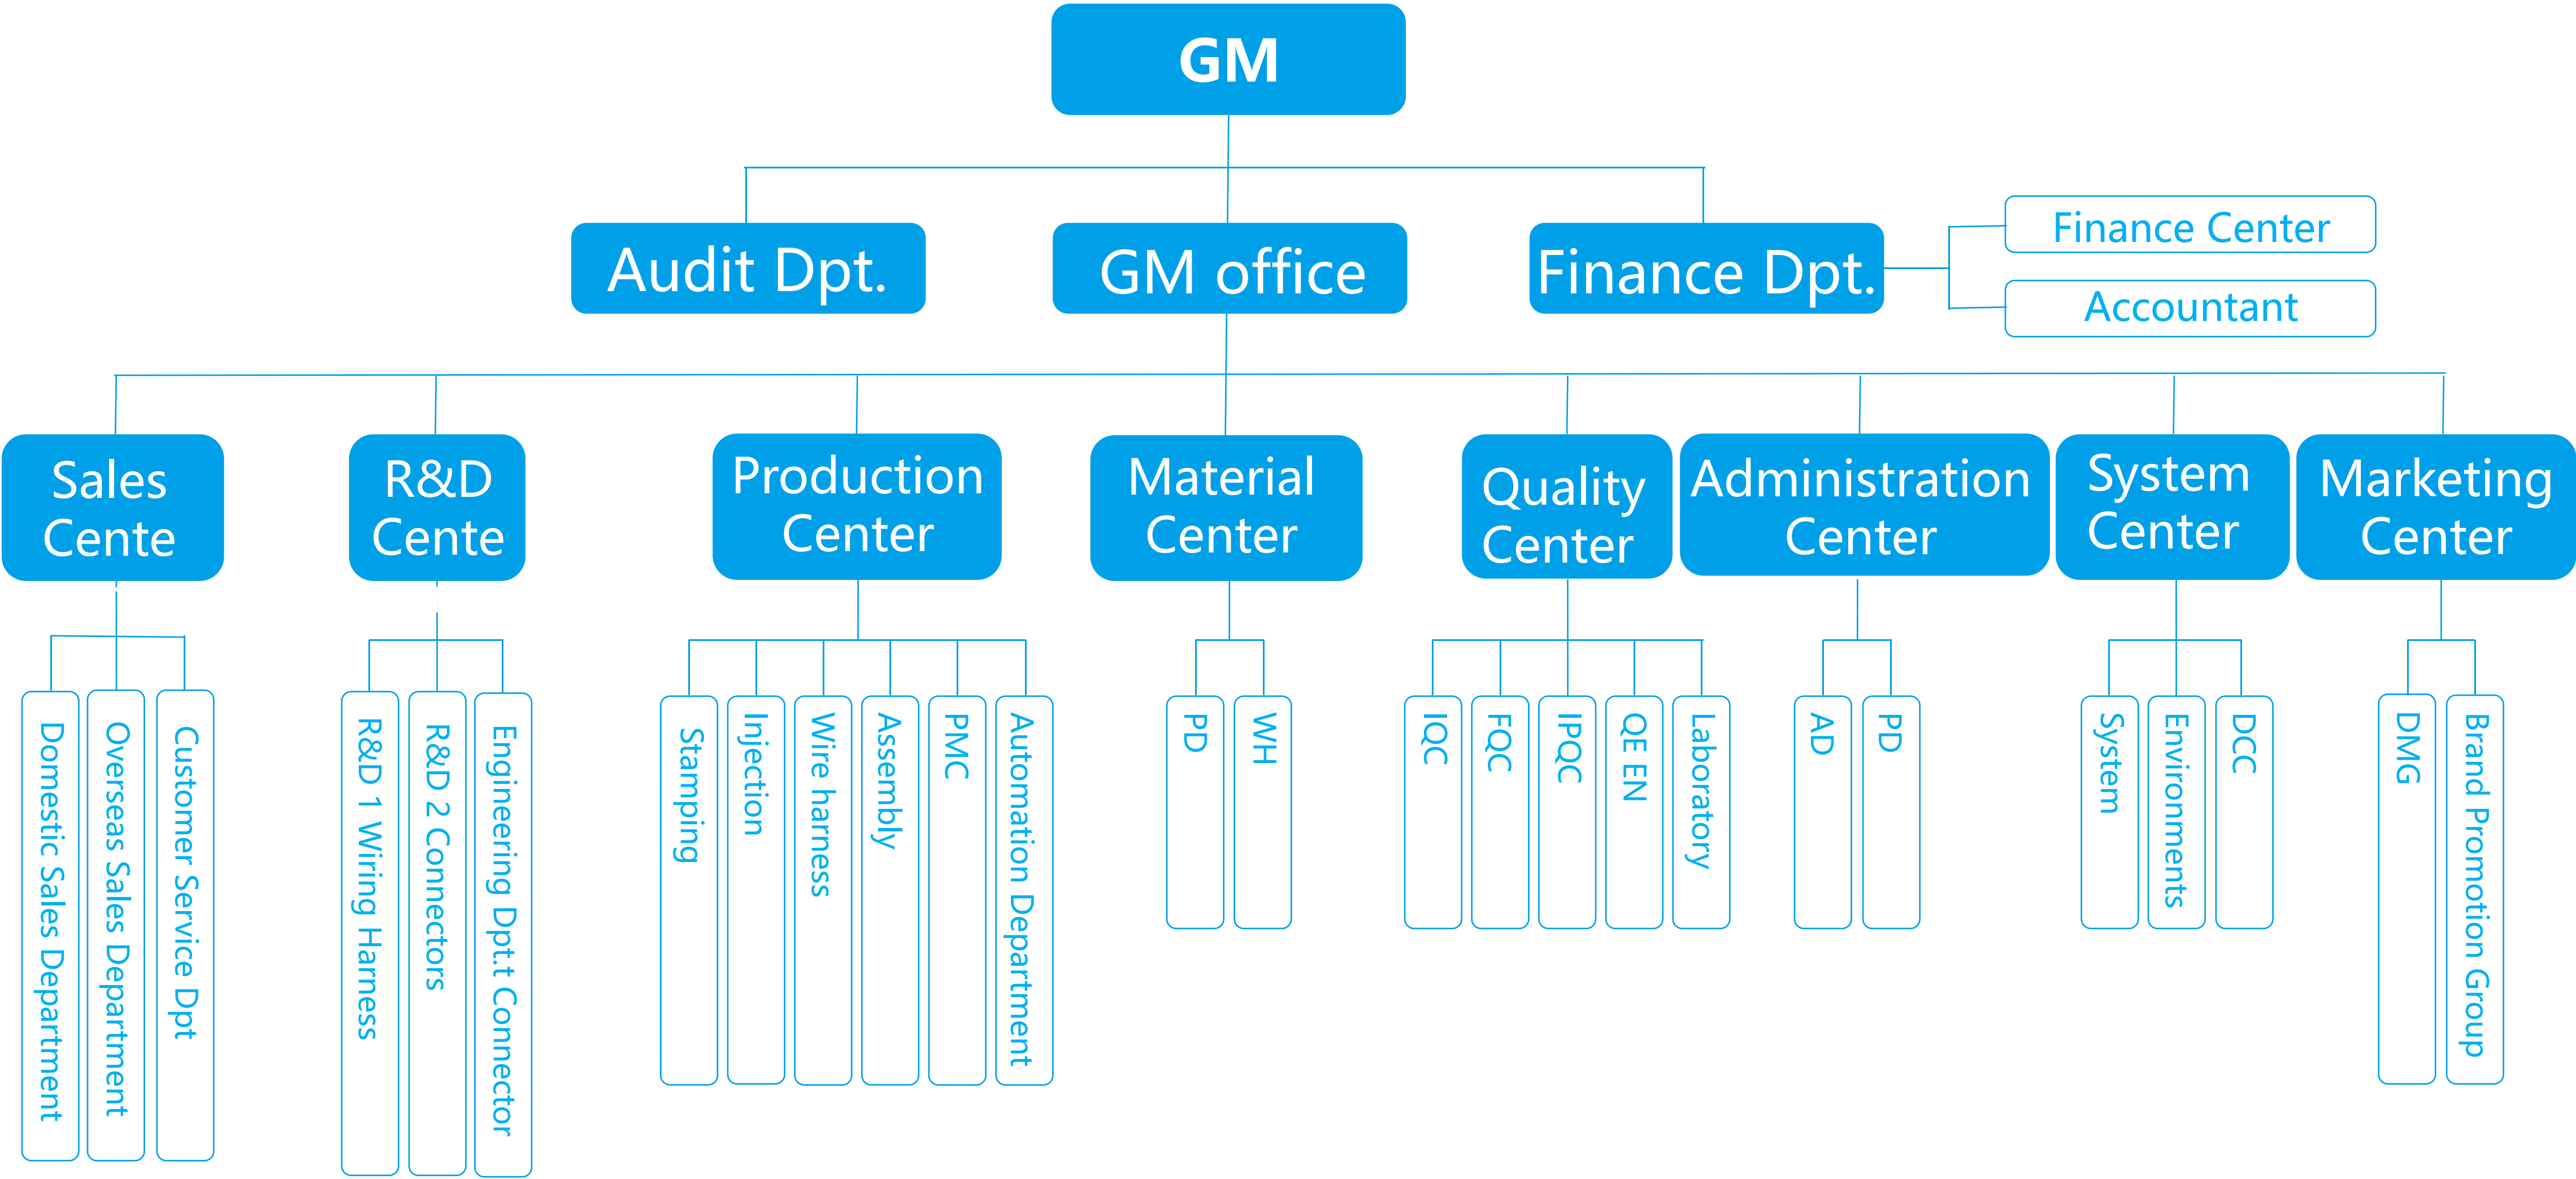 GM
Audit Dpt.
GM office
Finance Dpt.
Finance Center
Accountant
Sales
Cente
R&D
Cente
Production
Center
Material
Center
Quality
Center
Administration
Center
System
Center
Marketing
Center
Domestic Sales Department
Overseas Sales Department
Customer Service Dpt
R&D 1 Wiring Harness
R&D 2 Connectors
Engineering Dpt.t Connector
Stamping
Injection
Wire harness
Assembly
PMC
Automation Department
PD
WH
IQC
FQC
IPQC
QE EN
Laboratory
AD
PD
System
Environments
DCC
DMG
Brand Promotion Group